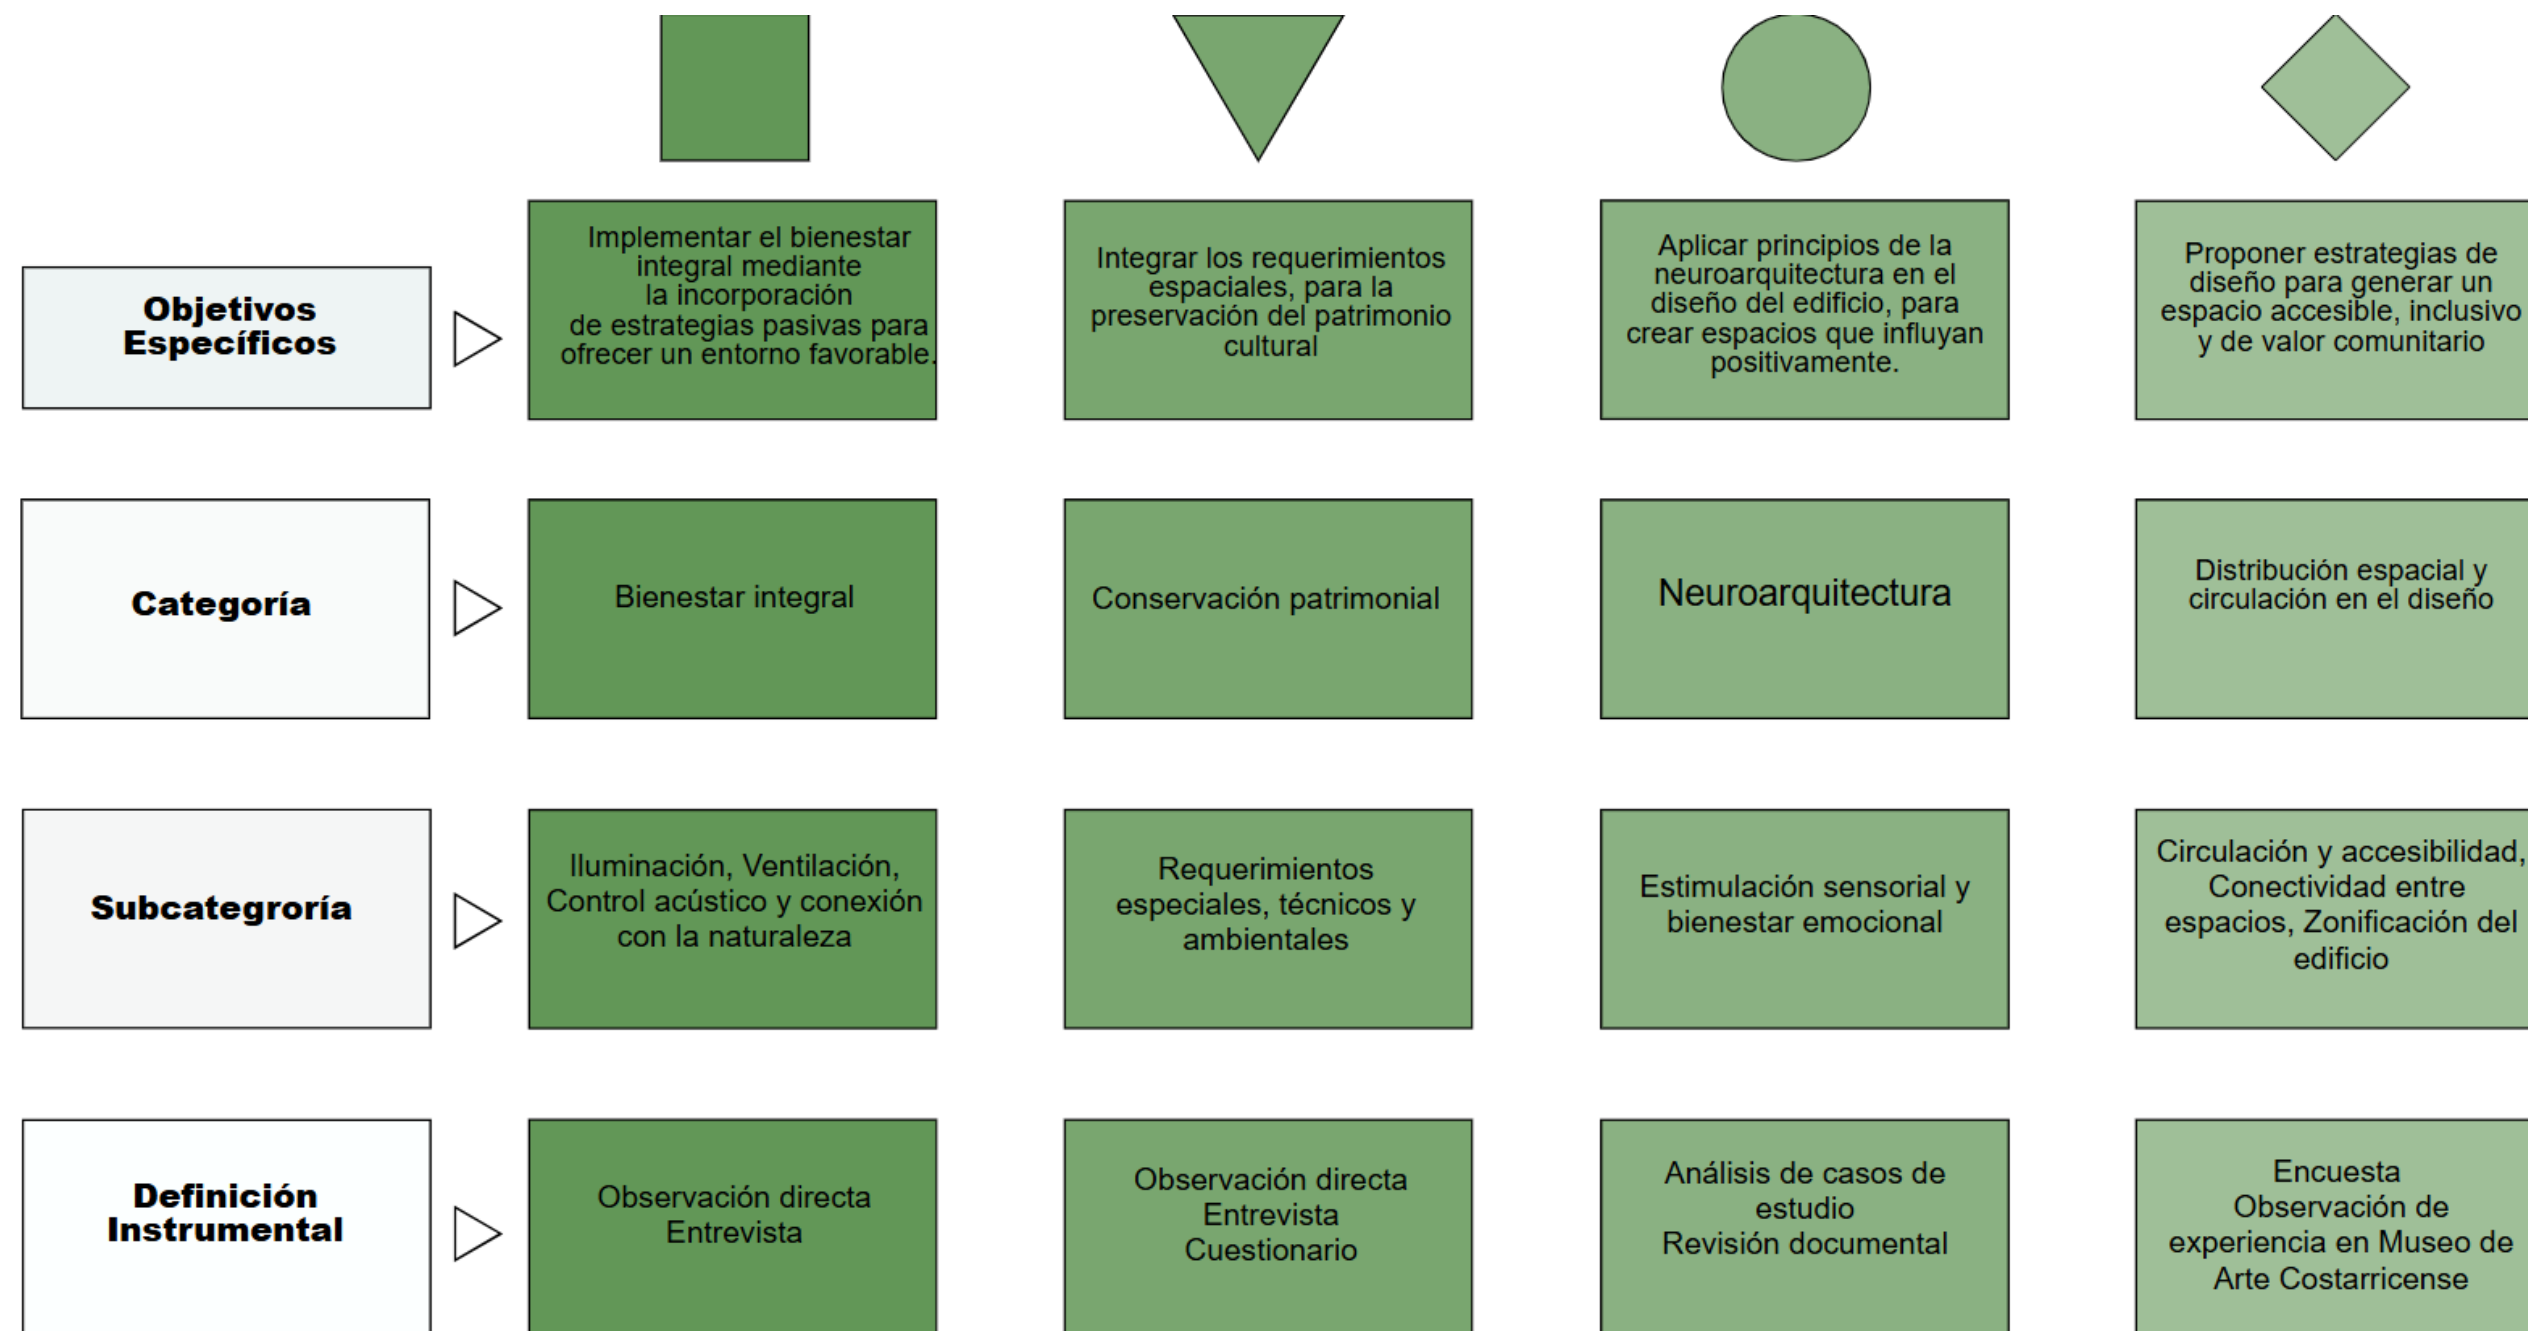 Objetivos
Específicos
Implementar el bienestar
integral mediante
la incorporación
de estrategias pasivas para
ofrecer un entorno favorable.
Integrar los requerimientos
espaciales, para la
preservación del patrimonio
cultural
Aplicar principios de la
neuroarquitectura en el
diseño del edificio, para
crear espacios que influyan
positivamente.
Proponer estrategias de
diseño para generar un
espacio accesible, inclusivo
y de valor comunitario
Categoría
Bienestar integral
Conservación patrimonial
Neuroarquitectura
Distribución espacial y
circulación en el diseño
Subcategroría
Iluminación, Ventilación,
Control acústico y conexión
con la naturaleza
Requerimientos
especiales, técnicos y
ambientales
Estimulación sensorial y
bienestar emocional
Circulación y accesibilidad,
Conectividad entre
espacios, Zonificación del
edificio
Definición
Instrumental
Observación directa
Entrevista
Observación directa
Entrevista
Cuestionario
Análisis de casos de
estudio
Revisión documental
Encuesta
Observación de
experiencia en Museo de
Arte Costarricense